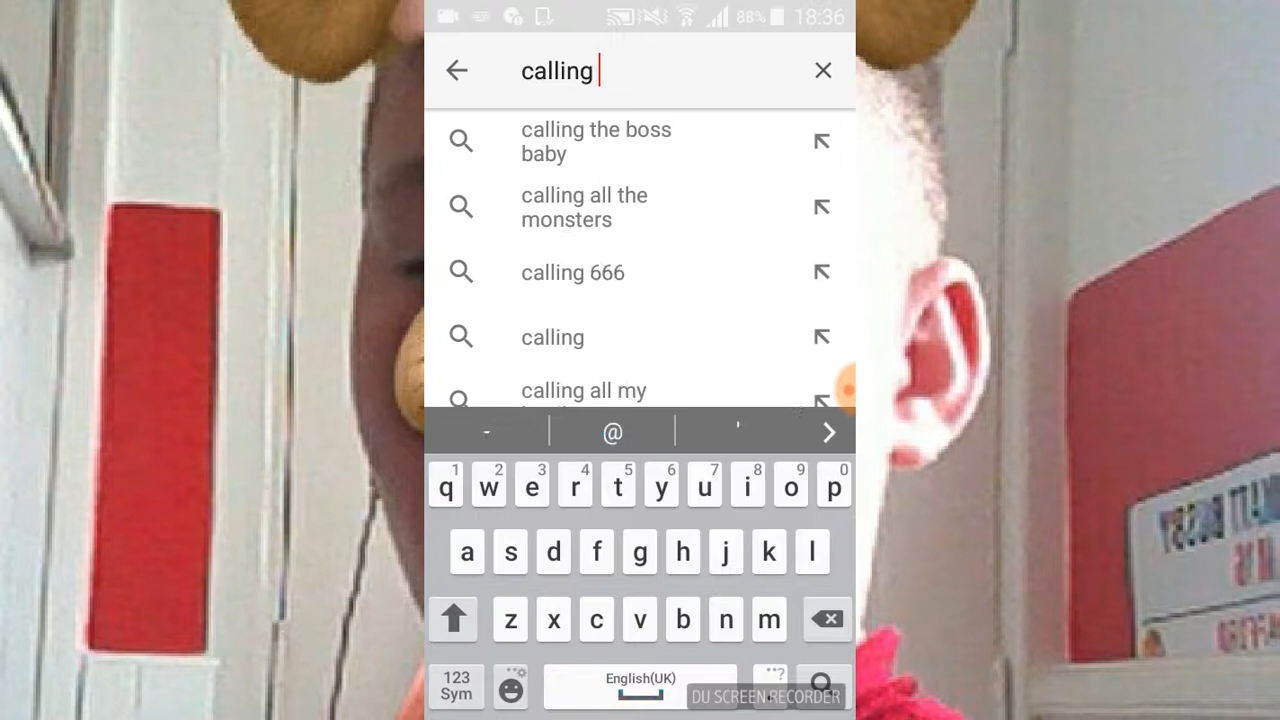 88% 18:36
calling
calling the boss
baby
calling all the
monsters
calling 666
calling
calling all my
- @ '
1 2 3 4 5 6 7 8 9 0
q w e r t y u i o p
a s d f g h j k l
z x c v b n m
123
Sym
English(UK)
DU SCREEN RECORDER